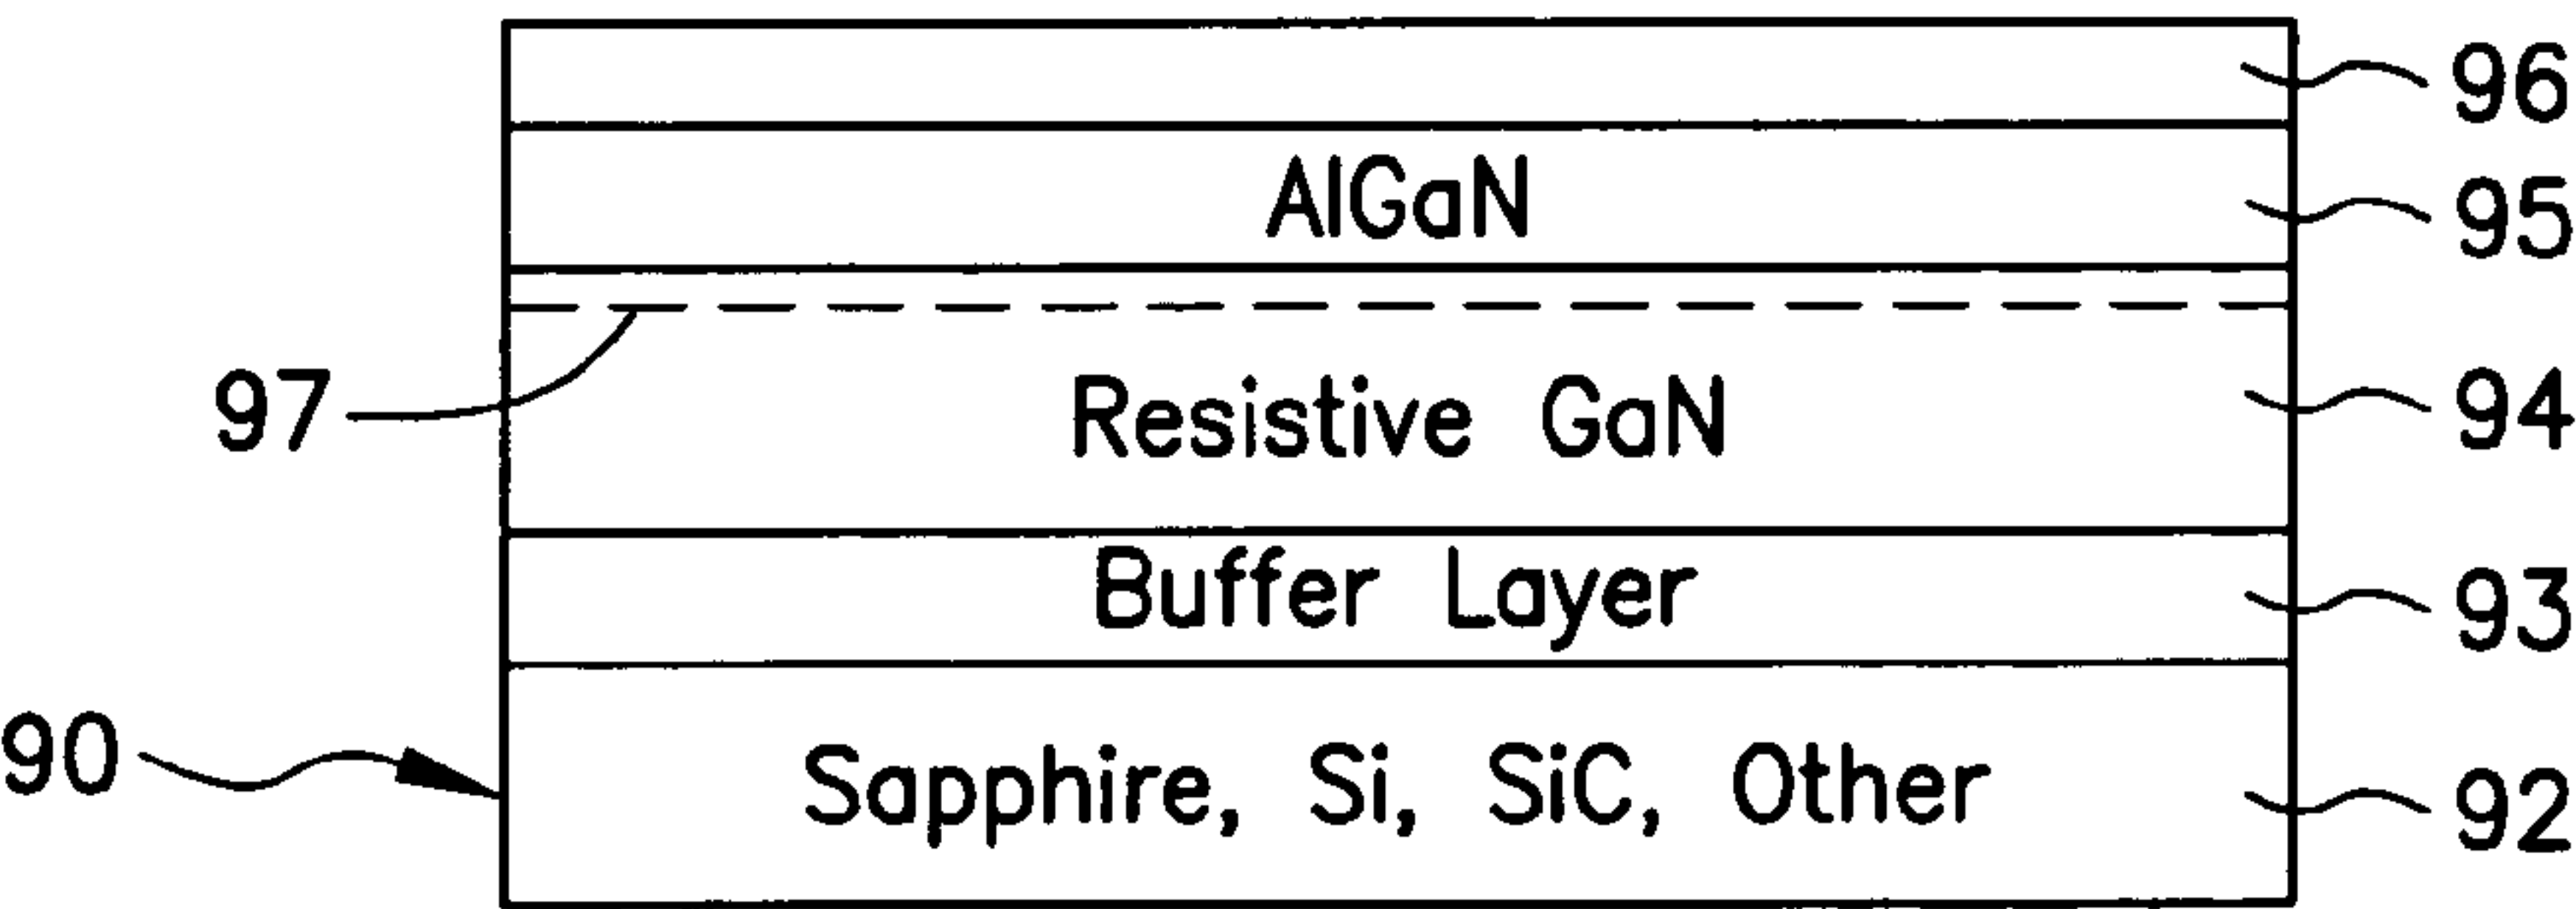 96
AlGaN 95
97 Resistive GaN 94
Buffer Layer 93
90 Sapphire, Si, SiC, Other 92